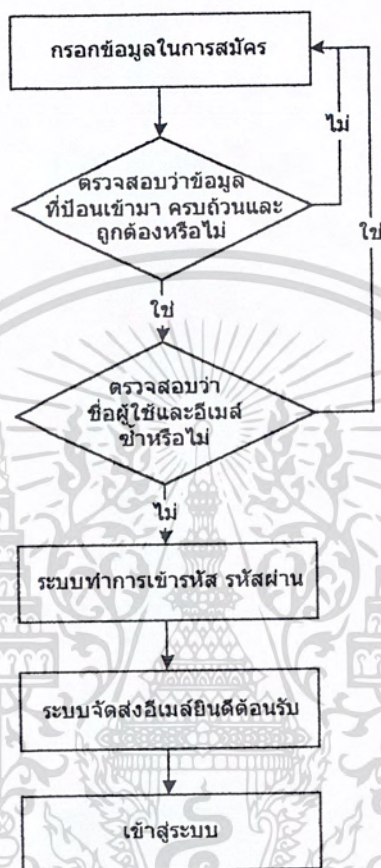 กรอกข้อมูลในการสมัคร
ไม่
ตรวจสอบว่าข้อมูล
ที่ป้อนเข้ามา ครบถ้วนและ
ถูกต้องหรือไม่
ใช่
ใช่
ตรวจสอบว่า
ชื่อผู้ใช้และอีเมล์
ซ้ำหรือไม่
ไม่
ระบบทำการเข้ารหัส รหัสผ่าน
ระบบจัดส่งอีเมล์ยินดีต้อนรับ
เข้าสู่ระบบ